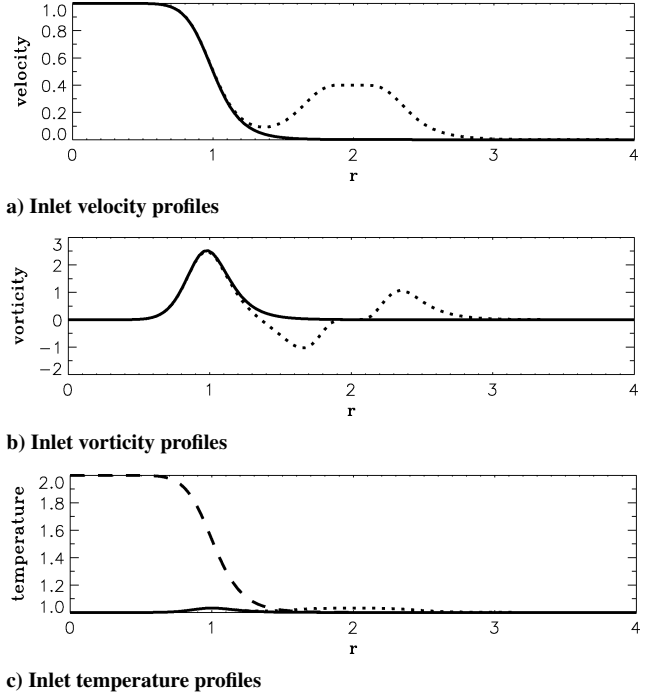 1.0
0.8
0.6
0.4
0.2
0.0
velocity
0 1 2 3 4
r
a) Inlet velocity profiles
3
2
1
0
−1
−2
vorticity
0 1 2 3 4
r
b) Inlet vorticity profiles
2.0
1.8
1.6
1.4
1.2
1.0
temperature
0 1 2 3 4
r
c) Inlet temperature profiles